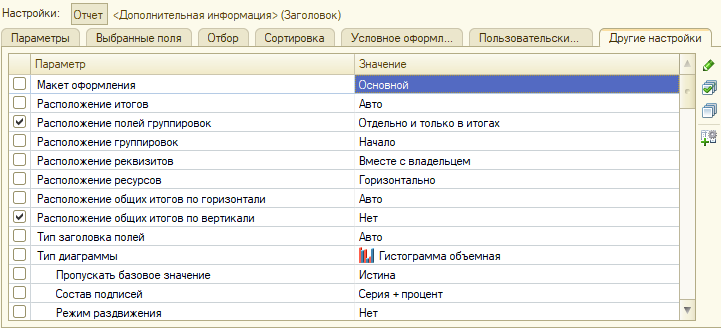 Настройки: Отчет <Дополнительная информация> (Заголовок)
Параметры Выбранные поля Отбор Сортировка Условное оформл... Пользовательски... Другие настройки
Параметр Значение
Макет оформления Основной
Расположение итогов Авто
Расположение полей группировок Отдельно и только в итогах
Расположение группировок Начало
Расположение реквизитов Вместе с владельцем
Расположение ресурсов Горизонтально
Расположение общих итогов по горизонтали Авто
Расположение общих итогов по вертикали Нет
Тип заголовка полей Авто
Тип диаграммы Гистограмма объемная
Пропускать базовое значение Истина
Состав подписей Серия + процент
Режим раздвижения Нет